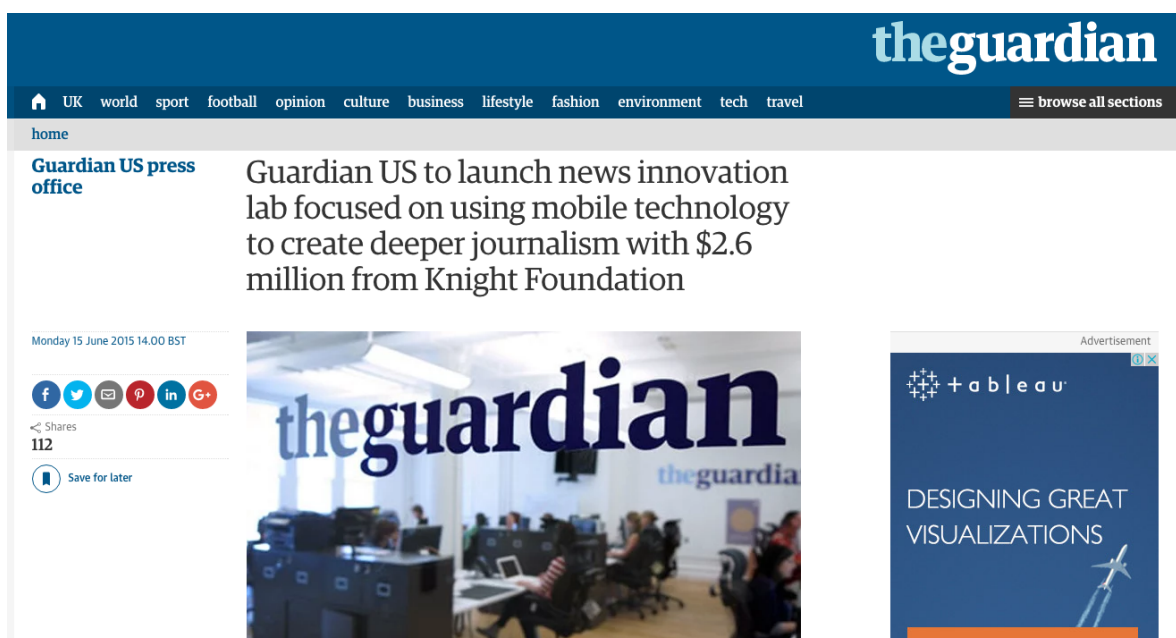 theguardian
UK world sport football opinion culture business lifestyle fashion environment tech travel
browse all sections
home
Guardian US press
office
Guardian US to launch news innovation
lab focused on using mobile technology
to create deeper journalism with $2.6
million from Knight Foundation
Monday 15 June 2015 14.00 BST
Shares
112
Save for later
theguardian
theguardia
Advertisement
+ableau
DESIGNING GREAT
VISUALIZATIONS